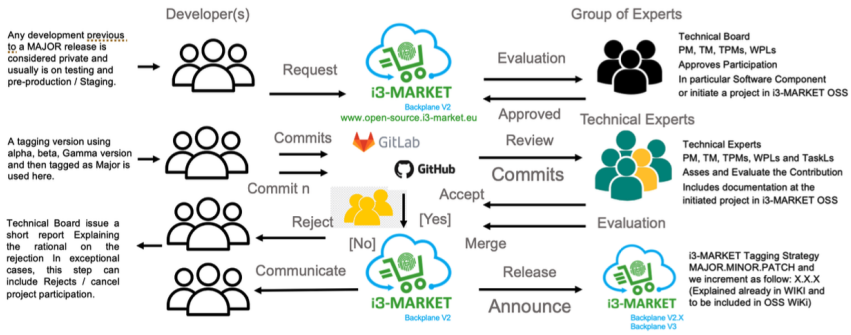 Developer(s)
Group of Experts
Any development previous
to a MAJOR release is
considered private and
usually is on testing and
pre-production / Staging.
Request
i3-MARKET
Backplane V2
www.open-source.i3-market.eu
Evaluation
Approved
Technical Board
PM, TM, TPMs, WPLs
Approves Participation
In particular Software Component
or initiate a project in i3-MARKET OSS
Technical Experts
A tagging version using
alpha, beta, Gamma version
and then tagged as Major is
used here.
Commits
Commit n
GitLab
GitHub
Review
Commits
Technical Experts
PM, TM, TPMs, WPLs and TaskLs
Asses and Evaluate the Contribution
Includes documentation at the
initiated project in i3-MARKET OSS
Accept
Evaluation
Reject
[Yes]
[No]
Merge
Technical Board issue a
short report Explaining
the rational on the
rejection In exceptional
cases, this step can
include Rejects / cancel
project participation.
Communicate
i3-MARKET
Backplane V2
Release
Announce
i3-MARKET
Backplane V2.X
Backplane V3
i3-MARKET Tagging Strategy
MAJOR.MINOR.PATCH and
we increment as follow: X.X.X
(Explained already in WIKI and
to be included in OSS WiKi)